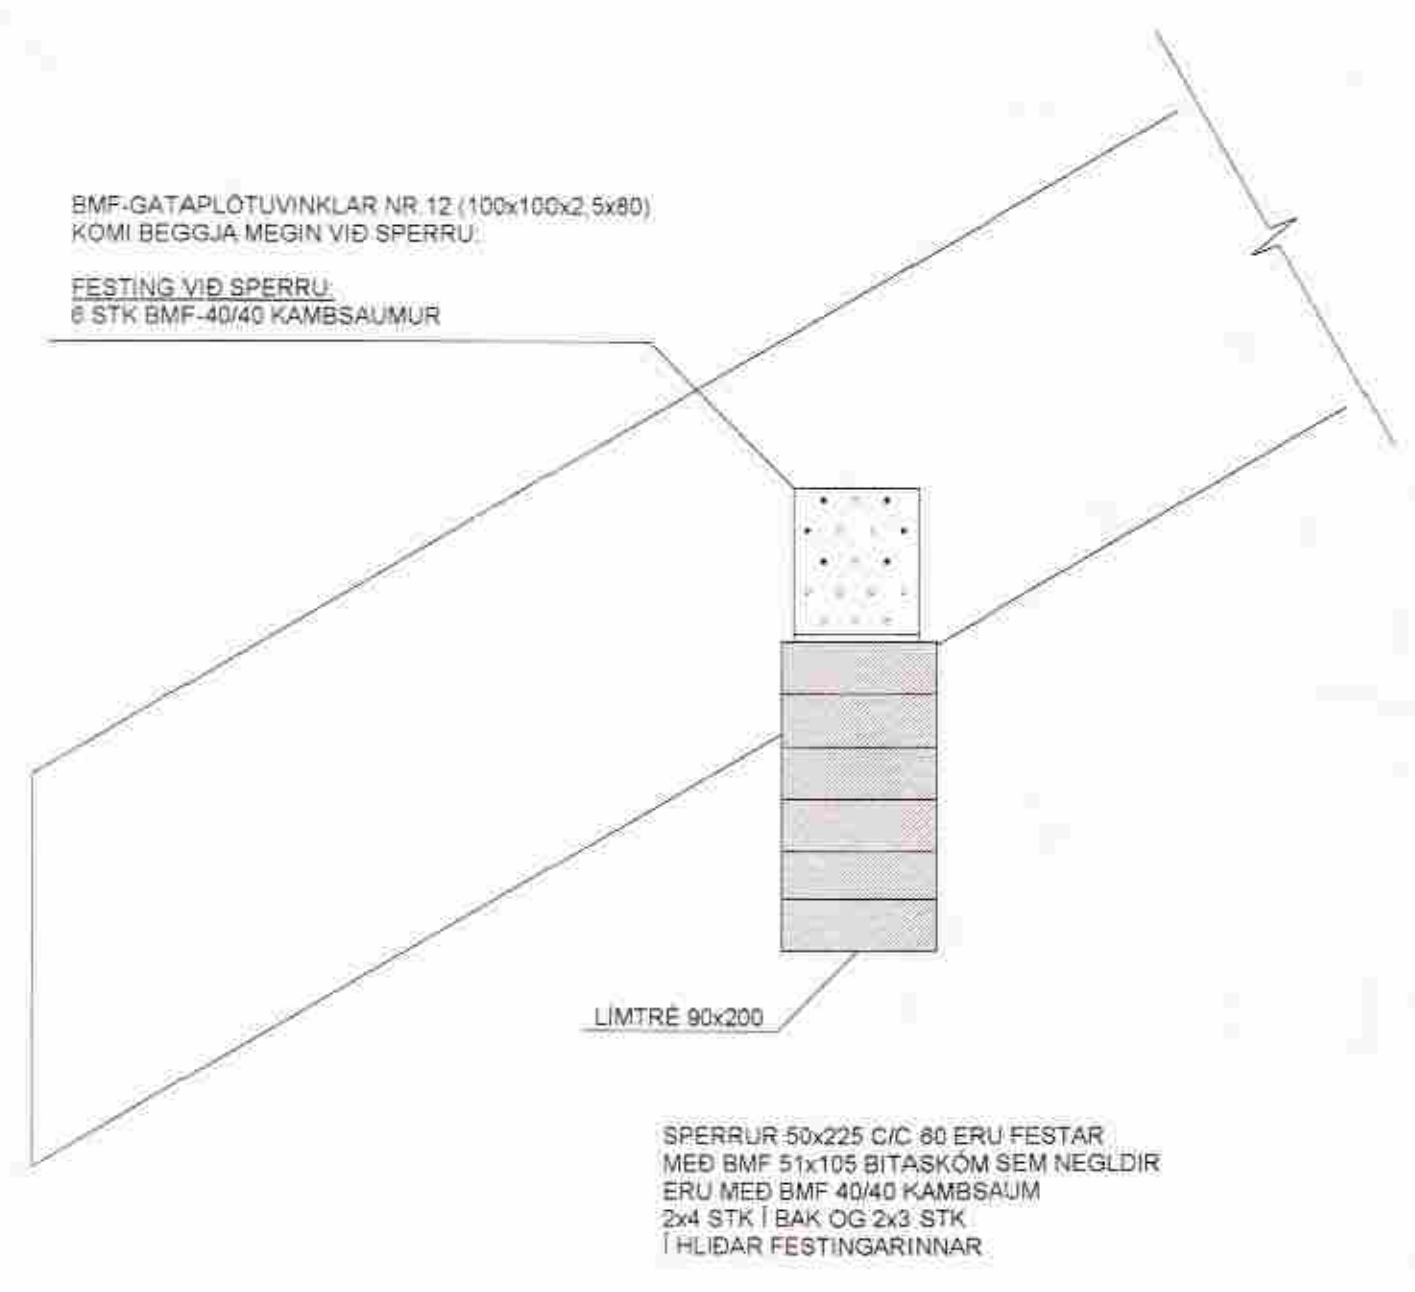 BMF-GATAPLÖTUVINKLAR NR.12 (100x100x2,5x80)
KOMI BEGGJA MEGIN VIÐ SPERRU.
FESTING VIÐ SPERRU:
6 STK BMF-40/40 KAMBSAUMUR
LÍMTRÉ 90x200
SPERRUR 50x225 C/C 60 ERU FESTAR
MEÐ BMF 51x105 BITASKÓM SEM NEGLDIR
ERU MEÐ BMF 40/40 KAMBSAUM
2x4 STK Í BAK OG 2x3 STK
Í HLIÐAR FESTINGARINNAR